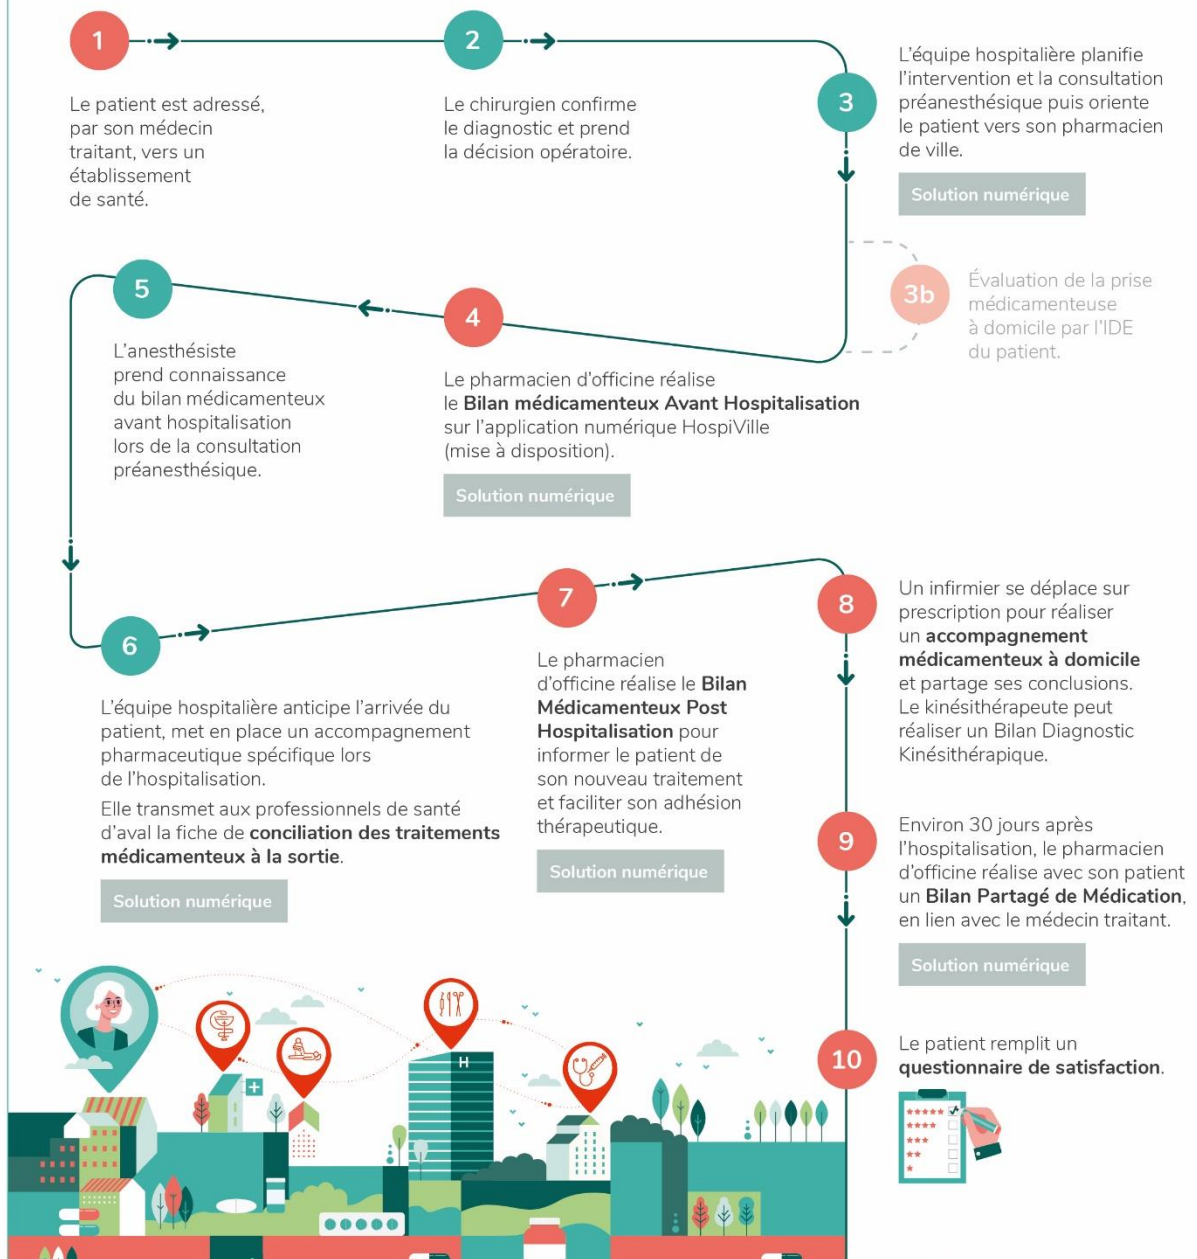 1
Le patient est adressé,
par son médecin
traitant, vers un
établissement
de santé.
2
Le chirurgien confirme
le diagnostic et prend
la décision opératoire.
3
L'équipe hospitalière planifie
l'intervention et la consultation
préanesthésique puis oriente
le patient vers son pharmacien
de ville.
Solution numérique
3b
Évaluation de la prise
médicamenteuse
à domicile par l'IDE
du patient.
4
Le pharmacien d'officine réalise
le Bilan médicamenteux Avant Hospitalisation
sur l'application numérique HospiVille
(mise à disposition).
Solution numérique
5
L'anesthésiste
prend connaissance
du bilan médicamenteux
avant hospitalisation
lors de la consultation
préanesthésique.
6
L'équipe hospitalière anticipe l'arrivée du
patient, met en place un accompagnement
pharmaceutique spécifique lors
de l'hospitalisation.
Elle transmet aux professionnels de santé
d'aval la fiche de conciliation des traitements
médicamenteux à la sortie.
Solution numérique
7
Le pharmacien
d'officine réalise le Bilan
Médicamenteux Post
Hospitalisation pour
informer le patient de
son nouveau traitement
et faciliter son adhésion
thérapeutique.
Solution numérique
8
Un infirmier se déplace sur
prescription pour réaliser
un accompagnement
médicamenteux à domicile
et partage ses conclusions.
Le kinésithérapeute peut
réaliser un Bilan Diagnostic
Kinésithérapique.
9
Environ 30 jours après
l'hospitalisation, le pharmacien
d'officine réalise avec son patient
un Bilan Partagé de Médication,
en lien avec le médecin traitant.
Solution numérique
10
Le patient remplit un
questionnaire de satisfaction.
H